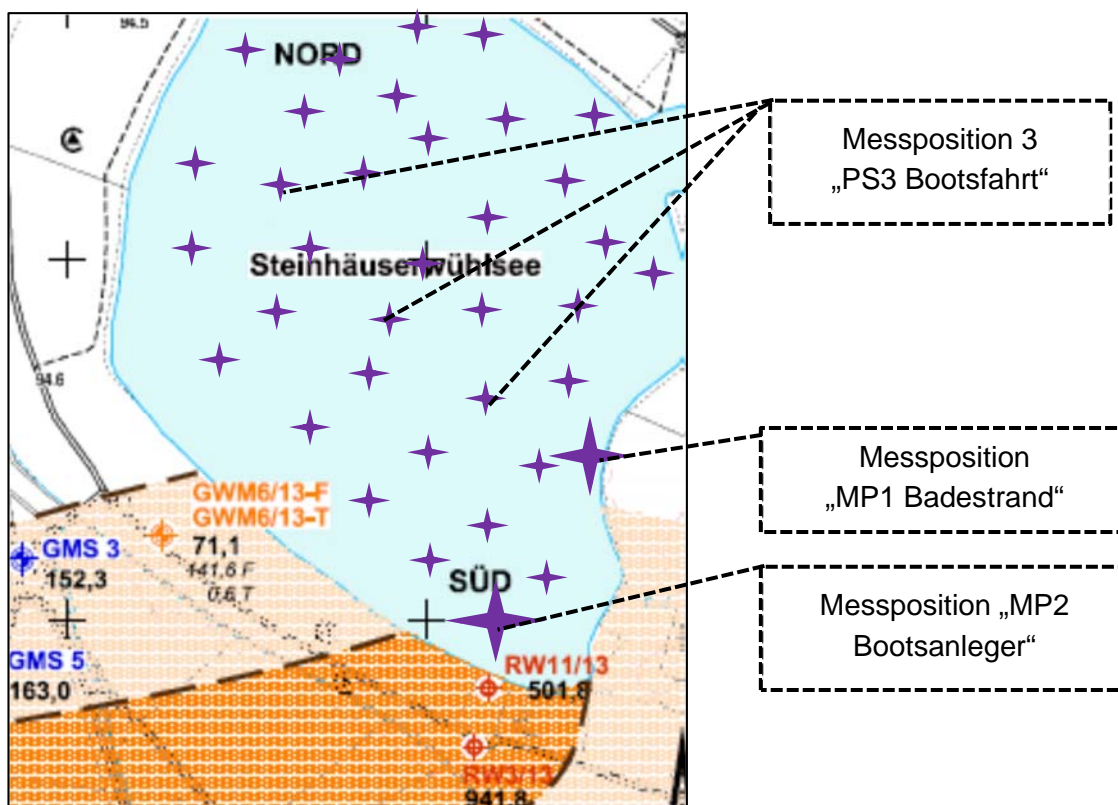 94.5
NORD
Steinhäuserwühlsee
94.6
GWM6/13-F
GWM6/13-T
71,1
141,6 F
0,6 T
GMS 3
152,3
SÜD
GMS 5
163,0
RW11/13
501,8
RW3/13
941,8
Messposition 3
„PS3 Bootsfahrt“
Messposition
„MP1 Badestrand“
Messposition „MP2
Bootsanleger“